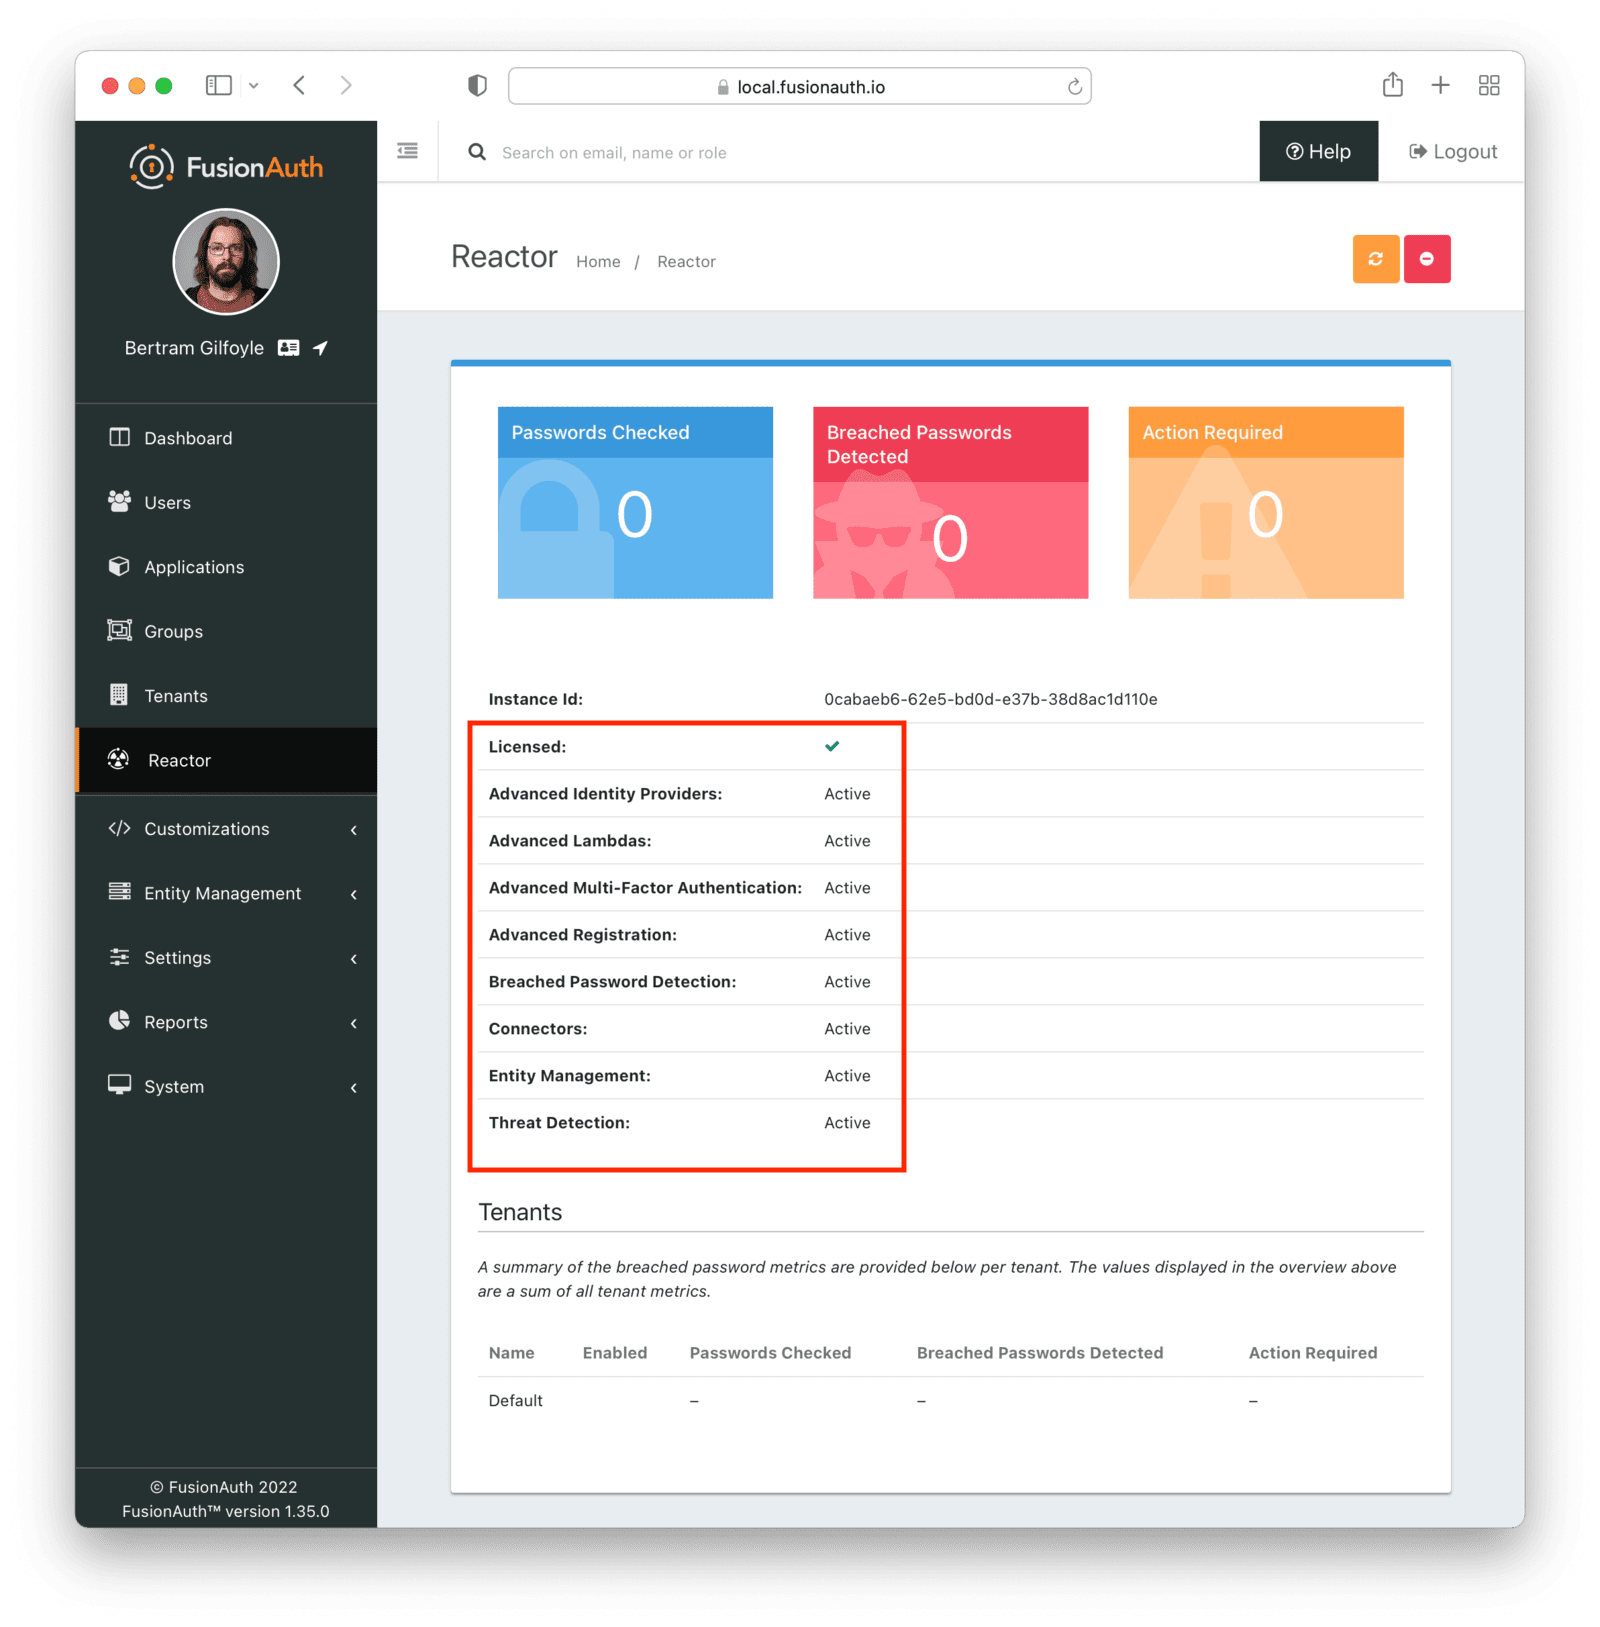 local.fusionauth.io
FusionAuth
Search on email, name or role
Help
Logout
Bertram Gilfoyle
Dashboard
Users
Applications
Groups
Tenants
Reactor
Customizations
Entity Management
Settings
Reports
System
© FusionAuth 2022
FusionAuth™ version 1.35.0
Reactor Home / Reactor
Passwords Checked
0
Breached Passwords
Detected
0
Action Required
0
Instance Id: 0cabaeb6-62e5-bd0d-e37b-38d8ac1d110e
Licensed:
Advanced Identity Providers: Active
Advanced Lambdas: Active
Advanced Multi-Factor Authentication: Active
Advanced Registration: Active
Breached Password Detection: Active
Connectors: Active
Entity Management: Active
Threat Detection: Active
Tenants
A summary of the breached password metrics are provided below per tenant. The values displayed in the overview above
are a sum of all tenant metrics.
Name Enabled Passwords Checked Breached Passwords Detected Action Required
Default – – –